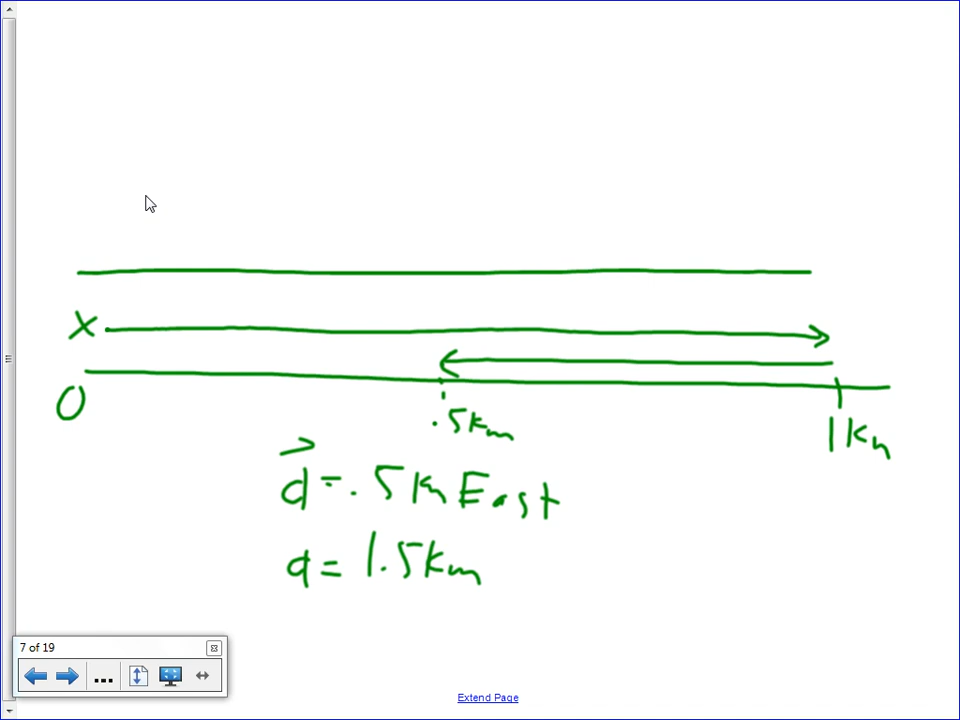 X
0
.5km
1km
d = .5km East
d = 1.5km
7 of 19
...
Extend Page